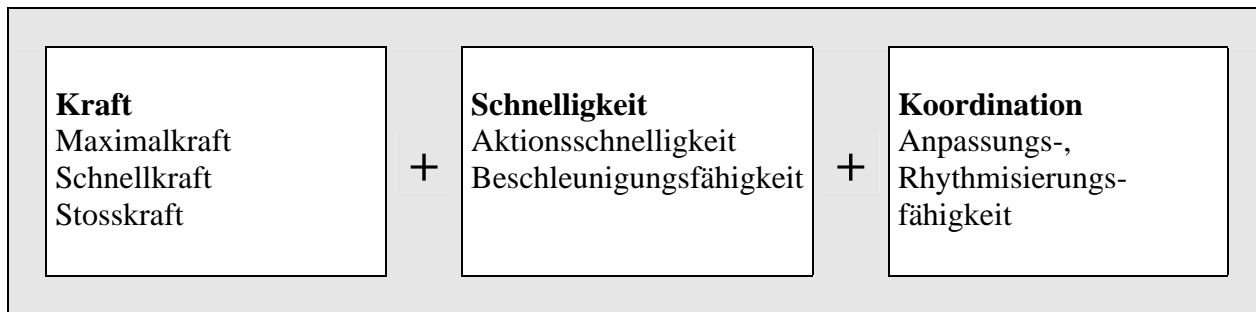 Kraft
Maximalkraft
Schnellkraft
Stosskraft
+
Schnelligkeit
Aktionsschnelligkeit
Beschleunigungsfähigkeit
+
Koordination
Anpassungs-,
Rhythmisierungs-
fähigkeit